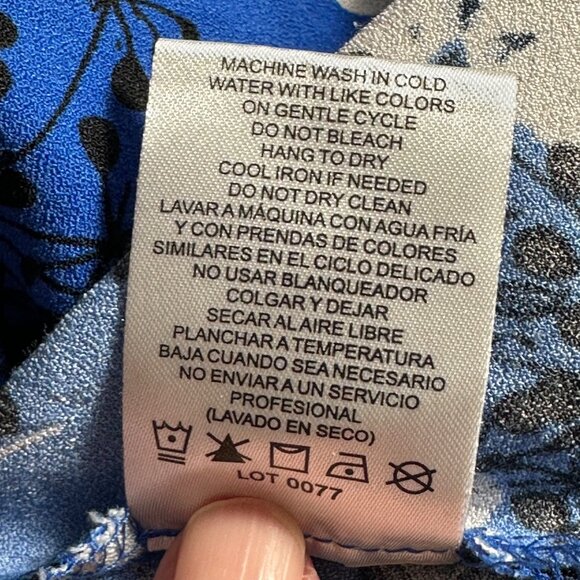 MACHINE WASH IN COLD
WATER WITH LIKE COLORS
ON GENTLE CYCLE
DO NOT BLEACH
HANG TO DRY
COOL IRON IF NEEDED
DO NOT DRY CLEAN
LAVAR A MÁQUINA CON AGUA FRÍA
Y CON PRENDAS DE COLORES
SIMILARES EN EL CICLO DELICADO
NO USAR BLANQUEADOR
COLGAR Y DEJAR
SECAR AL AIRE LIBRE
PLANCHAR A TEMPERATURA
BAJA CUANDO SEA NECESARIO
NO ENVIAR A UN SERVICIO
PROFESIONAL
(LAVADO EN SECO)
LOT 0077